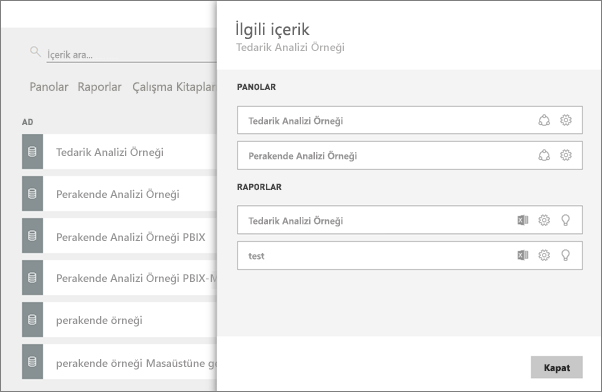 İçerik ara...
Panolar Raporlar Çalışma Kitaplar
AD
Tedarik Analizi Örneği
Perakende Analizi Örneği
Perakende Analizi Örneği PBIX
Perakende Analizi Örneği PBIX-M
perakende örneği
perakende örneği Masaüstüne ge
İlgili içerik
Tedarik Analizi Örneği
PANOLAR
Tedarik Analizi Örneği
Perakende Analizi Örneği
RAPORLAR
Tedarik Analizi Örneği
test
Kapat